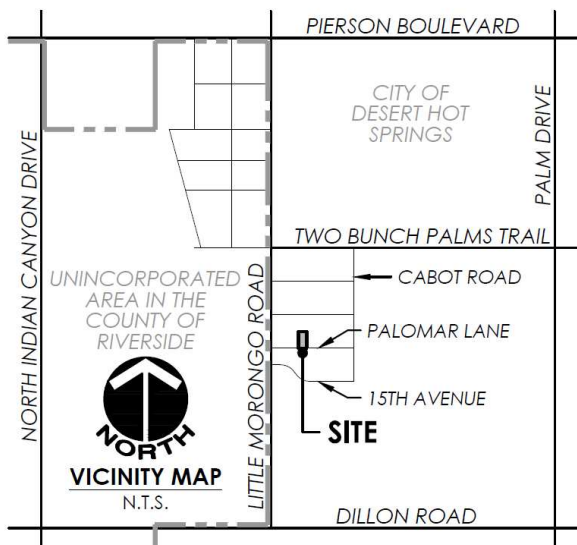 PIERSON BOULEVARD
CITY OF
DESERT HOT
SPRINGS
PALM DRIVE
NORTH INDIAN CANYON DRIVE
TWO BUNCH PALMS TRAIL
UNINCORPORATED
AREA IN THE
COUNTY OF
RIVERSIDE
LITTLE MORONGO ROAD
CABOT ROAD
PALOMAR LANE
15TH AVENUE
SITE
NORTH
VICINITY MAP
N.T.S.
DILLON ROAD